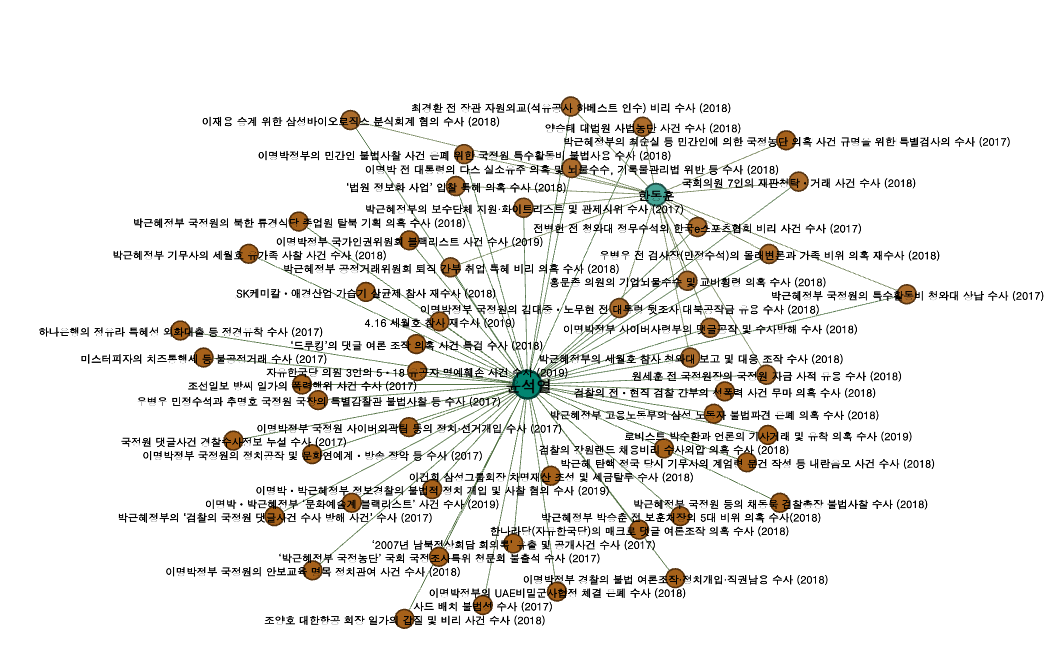 최경환 전 장관 자원외교(석유공사 하베스트 인수) 비리 수사 (2018)
이재용 승계 위한 삼성바이오로직스 분식회계 혐의 수사 (2018)
양승태 대법원 사법농단 사건 수사 (2018)
박근혜정부의 최순실 등 민간인에 의한 국정농단 의혹 사건 규명을 위한 특별검사의 수사 (2017)
이명박정부의 민간인 불법사찰 사건 은폐 위한 국정원 특수활동비 불법사용 수사 (2018)
이명박 전 대통령의 다스 실소유주 의혹 및 뇌물수수, 기록물관리법 위반 등 수사 (2018)
국회의원 7인의 재판청탁・거래 사건 수사 (2018)
'법원 정보화 사업' 입찰 특혜 의혹 수사 (2018)
한동훈
박근혜정부의 보수단체 지원·화이트리스트 및 관제시위 수사 (2017)
박근혜정부 국정원의 북한 류경식당 종업원 탈북 기획 의혹 수사 (2018)
전병헌 전 청와대 정무수석의 한국e스포츠협회 비리 사건 수사 (2017)
이명박정부 국가인권위원회 블랙리스트 사건 수사 (2019)
박근혜정부 기무사의 세월호 유가족 사찰 사건 수사 (2018)
우병우 전 검사장(민정수석)의 몰래변론과 가족 비위 의혹 재수사 (2018)
박근혜정부 공정거래위원회 퇴직 간부 취업 특혜 비리 의혹 수사 (2018)
홍문종 의원의 기업뇌물수수 및 교비횡령 의혹 수사 (2018)
SK케미칼・애경산업 가습기 살균제 참사 재수사 (2018)
박근혜정부 국정원의 특수활동비 청와대 상납 수사 (2017)
이명박정부 국정원의 김대중・노무현 전 대통령 뒷조사 대북공작금 유용 수사 (2018)
4.16 세월호 참사 재수사 (2019)
이명박정부 사이버사령부의 댓글공작 및 수사방해 수사 (2018)
하나은행의 정유라 특혜성 외화대출 등 정경유착 수사 (2017)
'드루킹'의 댓글 여론 조작 의혹 사건 특검 수사 (2018)
미스터피자의 치즈통행세 등 불공정거래 수사 (2017)
박근혜정부의 세월호 참사 청와대 보고 및 대응 조작 수사 (2018)
자유한국당 의원 3인의 5・18 유공자 명예훼손 사건 수사 (2019)
원세훈 전 국정원장의 국정원 자금 사적 유용 수사 (2018)
조선일보 방씨 일가의 폭력행위 사건 수사 (2017)
윤석열
검찰의 전・현직 검찰 간부의 성폭력 사건 무마 의혹 수사 (2018)
우병우 민정수석과 추명호 국정원 국장의 특별감찰관 불법사찰 등 수사 (2017)
박근혜정부 고용노동부의 삼성 노동자 불법파견 은폐 의혹 수사 (2018)
이명박정부 국정원 사이버외곽팀 등의 정치·선거개입 수사 (2017)
로비스트 박수환과 언론의 기사거래 및 유착 의혹 수사 (2019)
국정원 댓글사건 경찰수사정보 누설 수사 (2017)
검찰의 강원랜드 채용비리 수사외압 의혹 수사 (2018)
이명박정부 국정원의 정치공작 및 문화연예계・방송 장악 등 수사 (2017)
박근혜 탄핵 정국 당시 기무사의 계엄령 문건 작성 등 내란음모 사건 수사 (2018)
이건희 삼성그룹회장 차명재산 조성 및 세금탈루 수사 (2018)
이명박・박근혜정부 정보경찰의 불법적 정치 개입 및 사찰 혐의 수사 (2019)
이명박・박근혜정부 '문화예술계 블랙리스트' 사건 수사 (2019)
박근혜정부 국정원 등의 채동욱 검찰총장 불법사찰 수사 (2018)
박근혜정부의 '검찰의 국정원 댓글사건 수사 방해 사건' 수사 (2017)
박근혜정부 박승춘 전 보훈처장의 5대 비위 의혹 수사(2018)
한나라당(자유한국당)의 매크로 댓글 여론조작 의혹 수사 (2018)
'2007년 남북정상회담 회의록' 유출 및 공개사건 수사 (2017)
'박근혜정부 국정농단' 국회 국정조사특위 청문회 불출석 수사 (2017)
이명박정부 국정원의 안보교육 명목 정치관여 사건 수사 (2018)
이명박정부 경찰의 불법 여론조작·정치개입·직권남용 수사 (2018)
이명박정부의 UAE비밀군사협정 체결 은폐 수사 (2018)
사드 배치 불법성 수사 (2017)
조양호 대한항공 회장 일가의 갑질 및 비리 사건 수사 (2018)